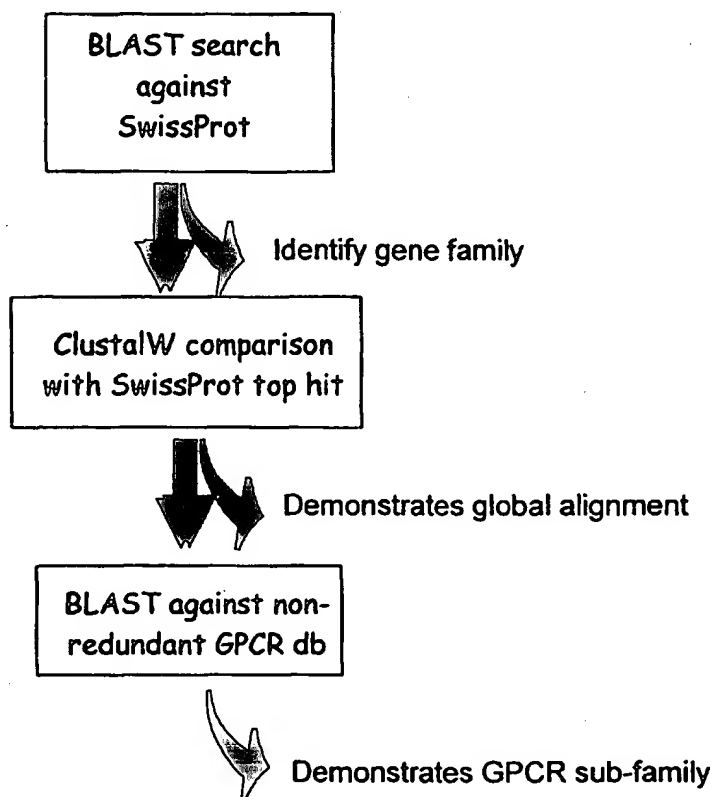 BLAST search
against
SwissProt
Identify gene family
ClustalW comparison
with SwissProt top hit
Demonstrates global alignment
BLAST against non-
redundant GPCR db
Demonstrates GPCR sub-family